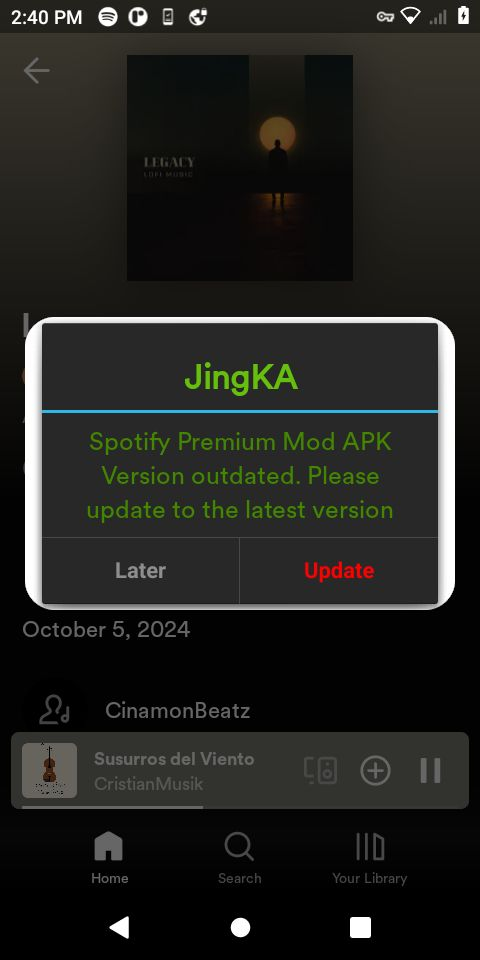 2:40 PM
LEGACY
LOFI MUSIC
JingKA
Spotify Premium Mod APK
Version outdated. Please
update to the latest version
Later
Update
October 5, 2024
CinamonBeatz
Susurros del Viento
CristianMusik
Home
Search
Your Library